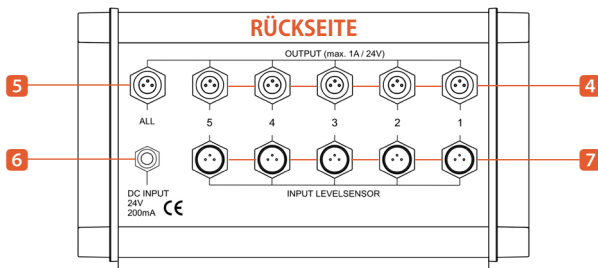 RÜCKSEITE
OUTPUT (max. 1A / 24V)
5
4
ALL
5
4
3
2
1
6
7
DC INPUT
24V
200mA
CE
INPUT LEVELSENSOR